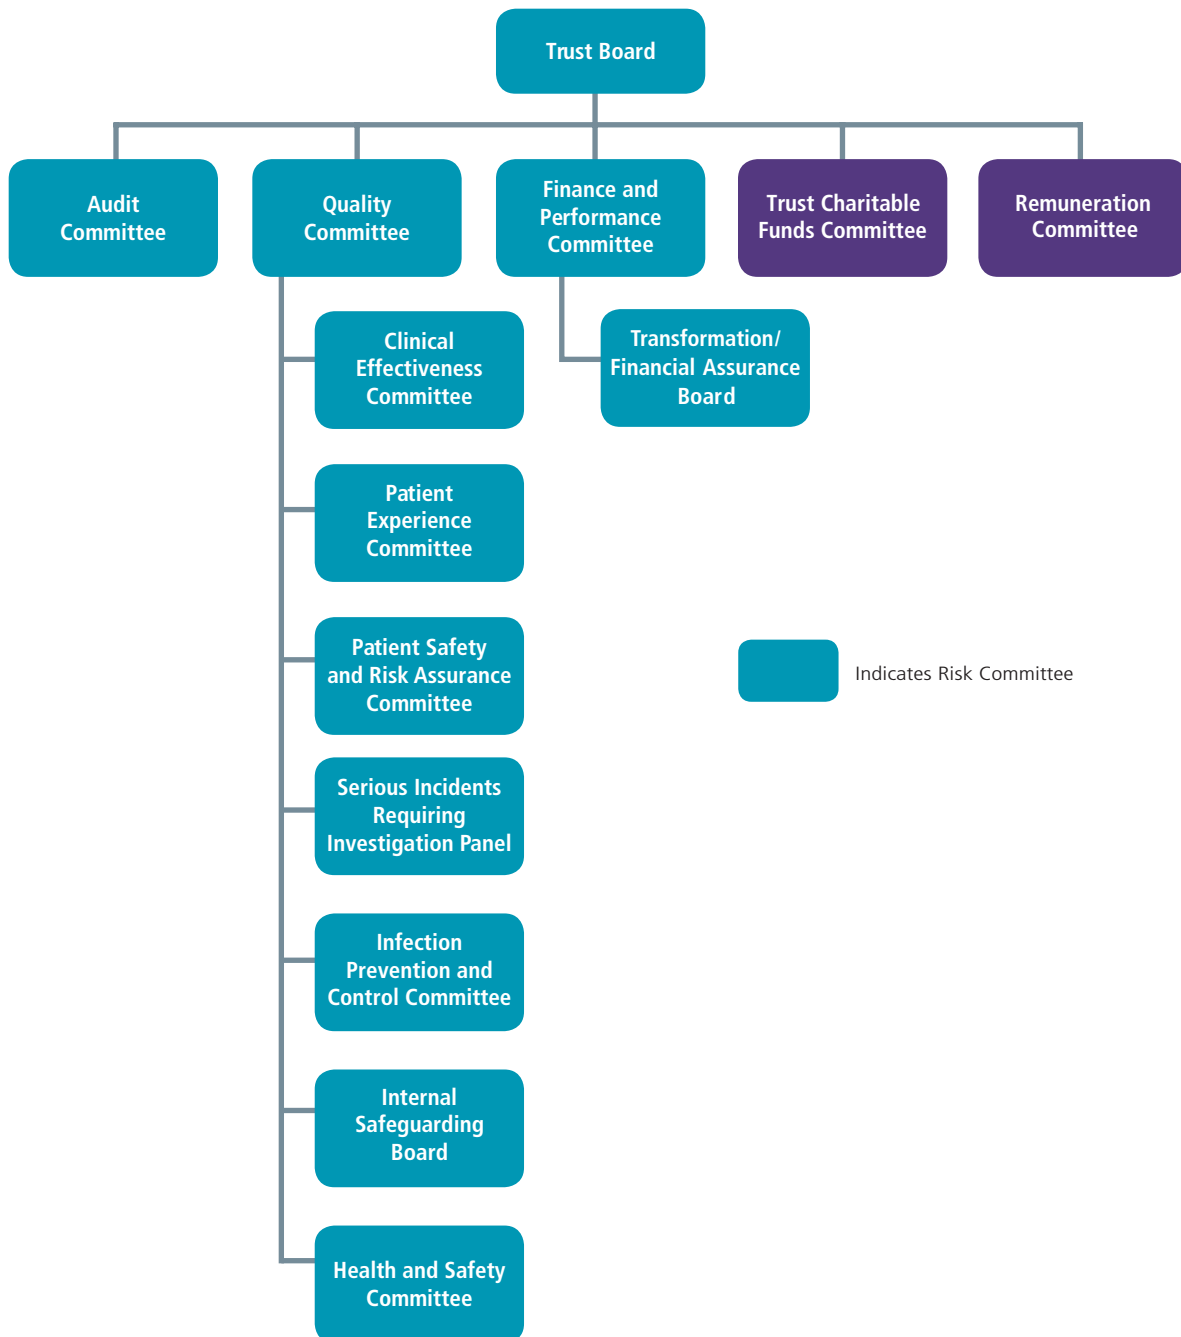 Trust Board
Audit
Committee
Quality
Committee
Finance and
Performance
Committee
Trust Charitable
Funds Committee
Remuneration
Committee
Clinical
Effectiveness
Committee
Transformation/
Financial Assurance
Board
Patient
Experience
Committee
Patient Safety
and Risk Assurance
Committee
Indicates Risk Committee
Serious Incidents
Requiring
Investigation Panel
Infection
Prevention and
Control Committee
Internal
Safeguarding
Board
Health and Safety
Committee